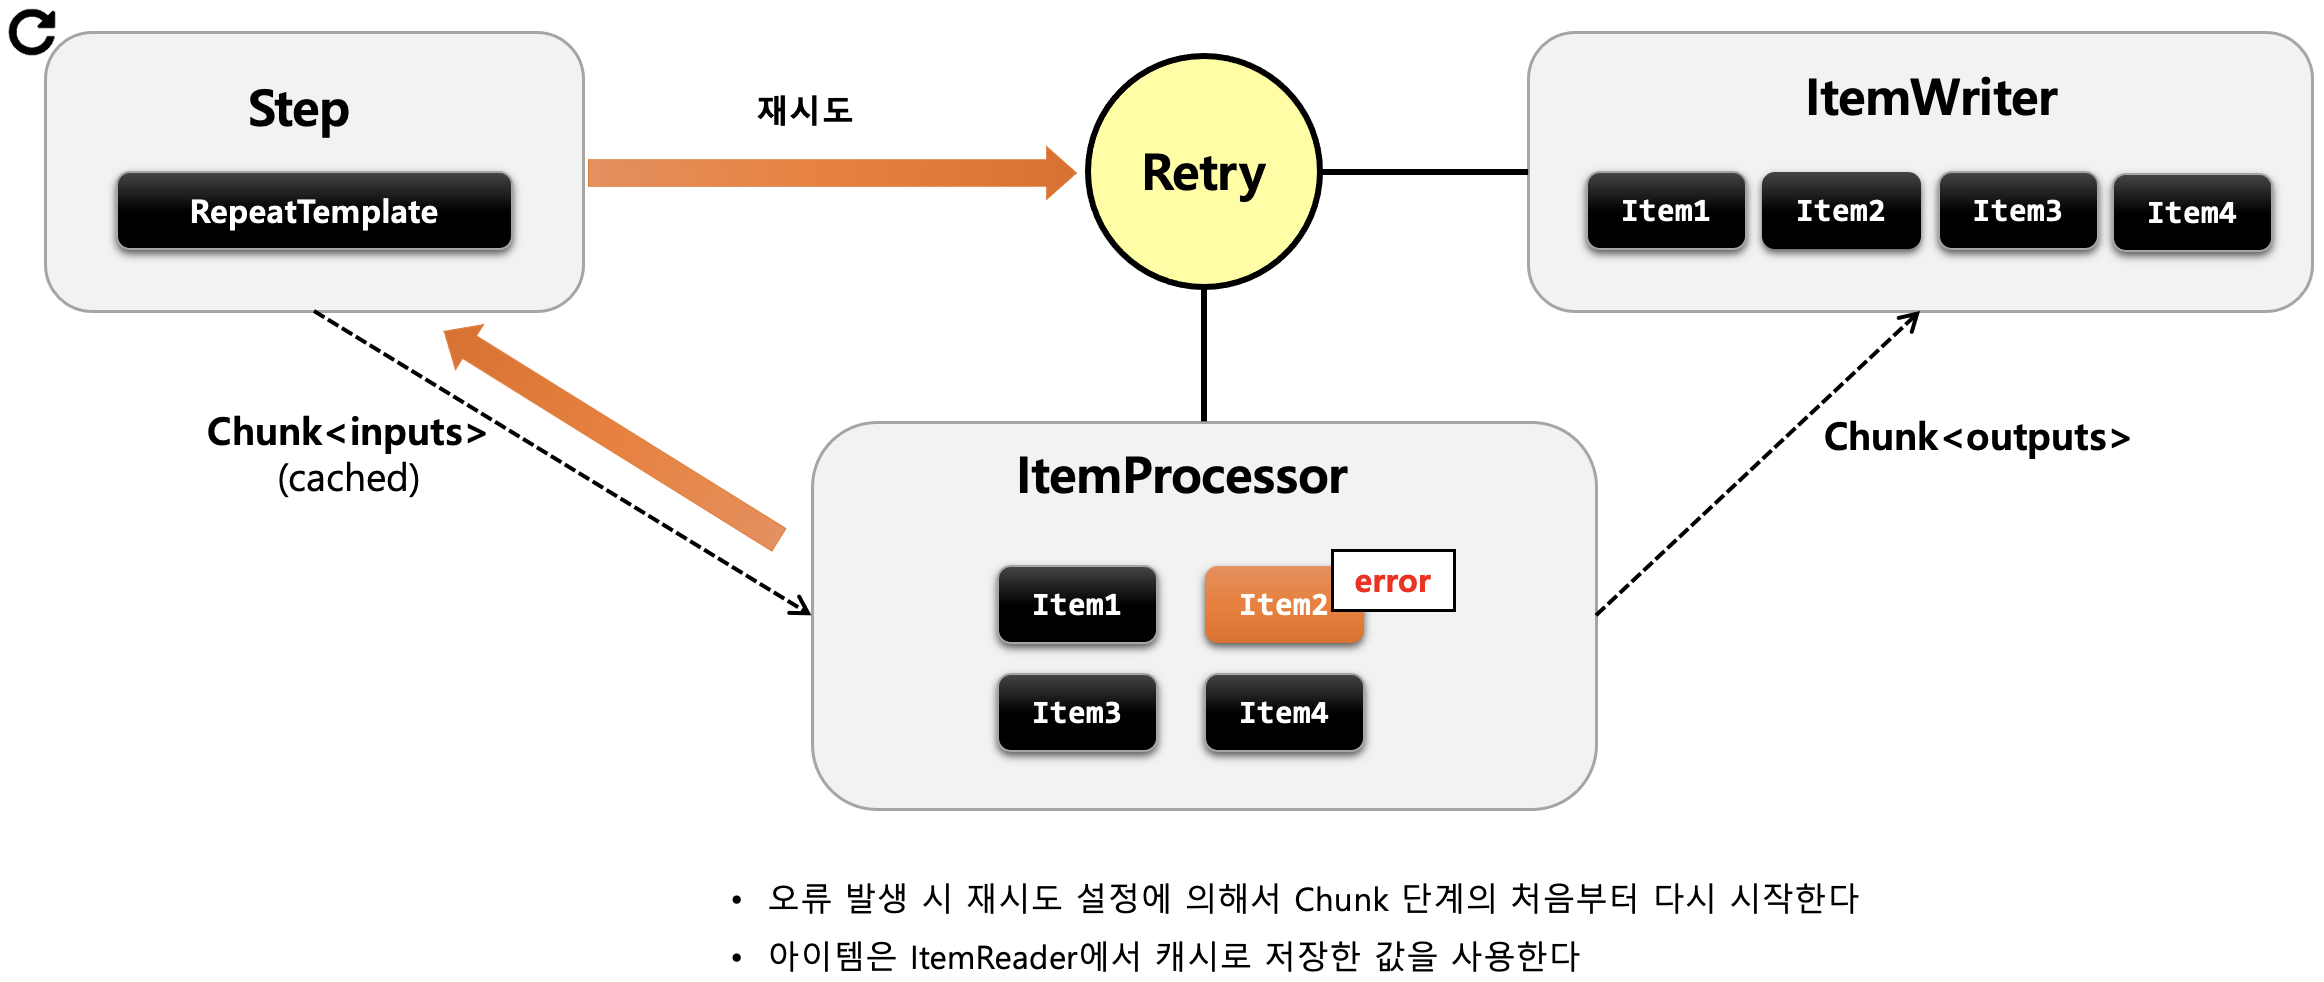 Step
RepeatTemplate
재시도
Retry
ItemWriter
Item1
Item2
Item3
Item4
Chunk<inputs>
(cached)
Chunk<outputs>
ItemProcessor
Item1
Item2
error
Item3
Item4
• 오류 발생 시 재시도 설정에 의해서 Chunk 단계의 처음부터 다시 시작한다
• 아이템은 ItemReader에서 캐시로 저장한 값을 사용한다